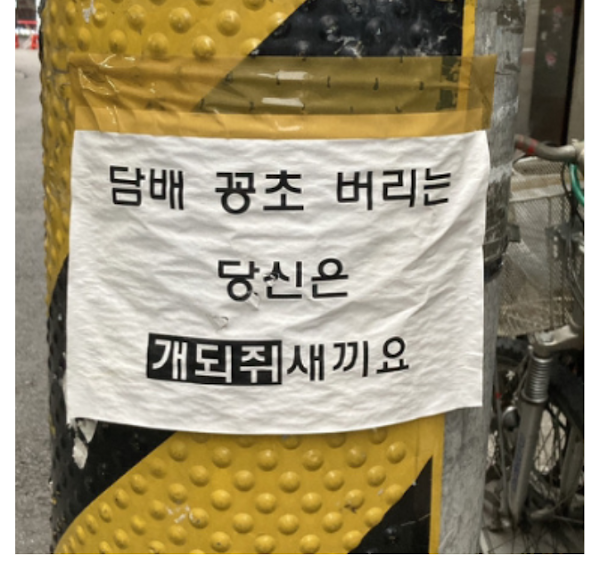 담배 꽁초 버리는
당신은
개되쥐새끼요